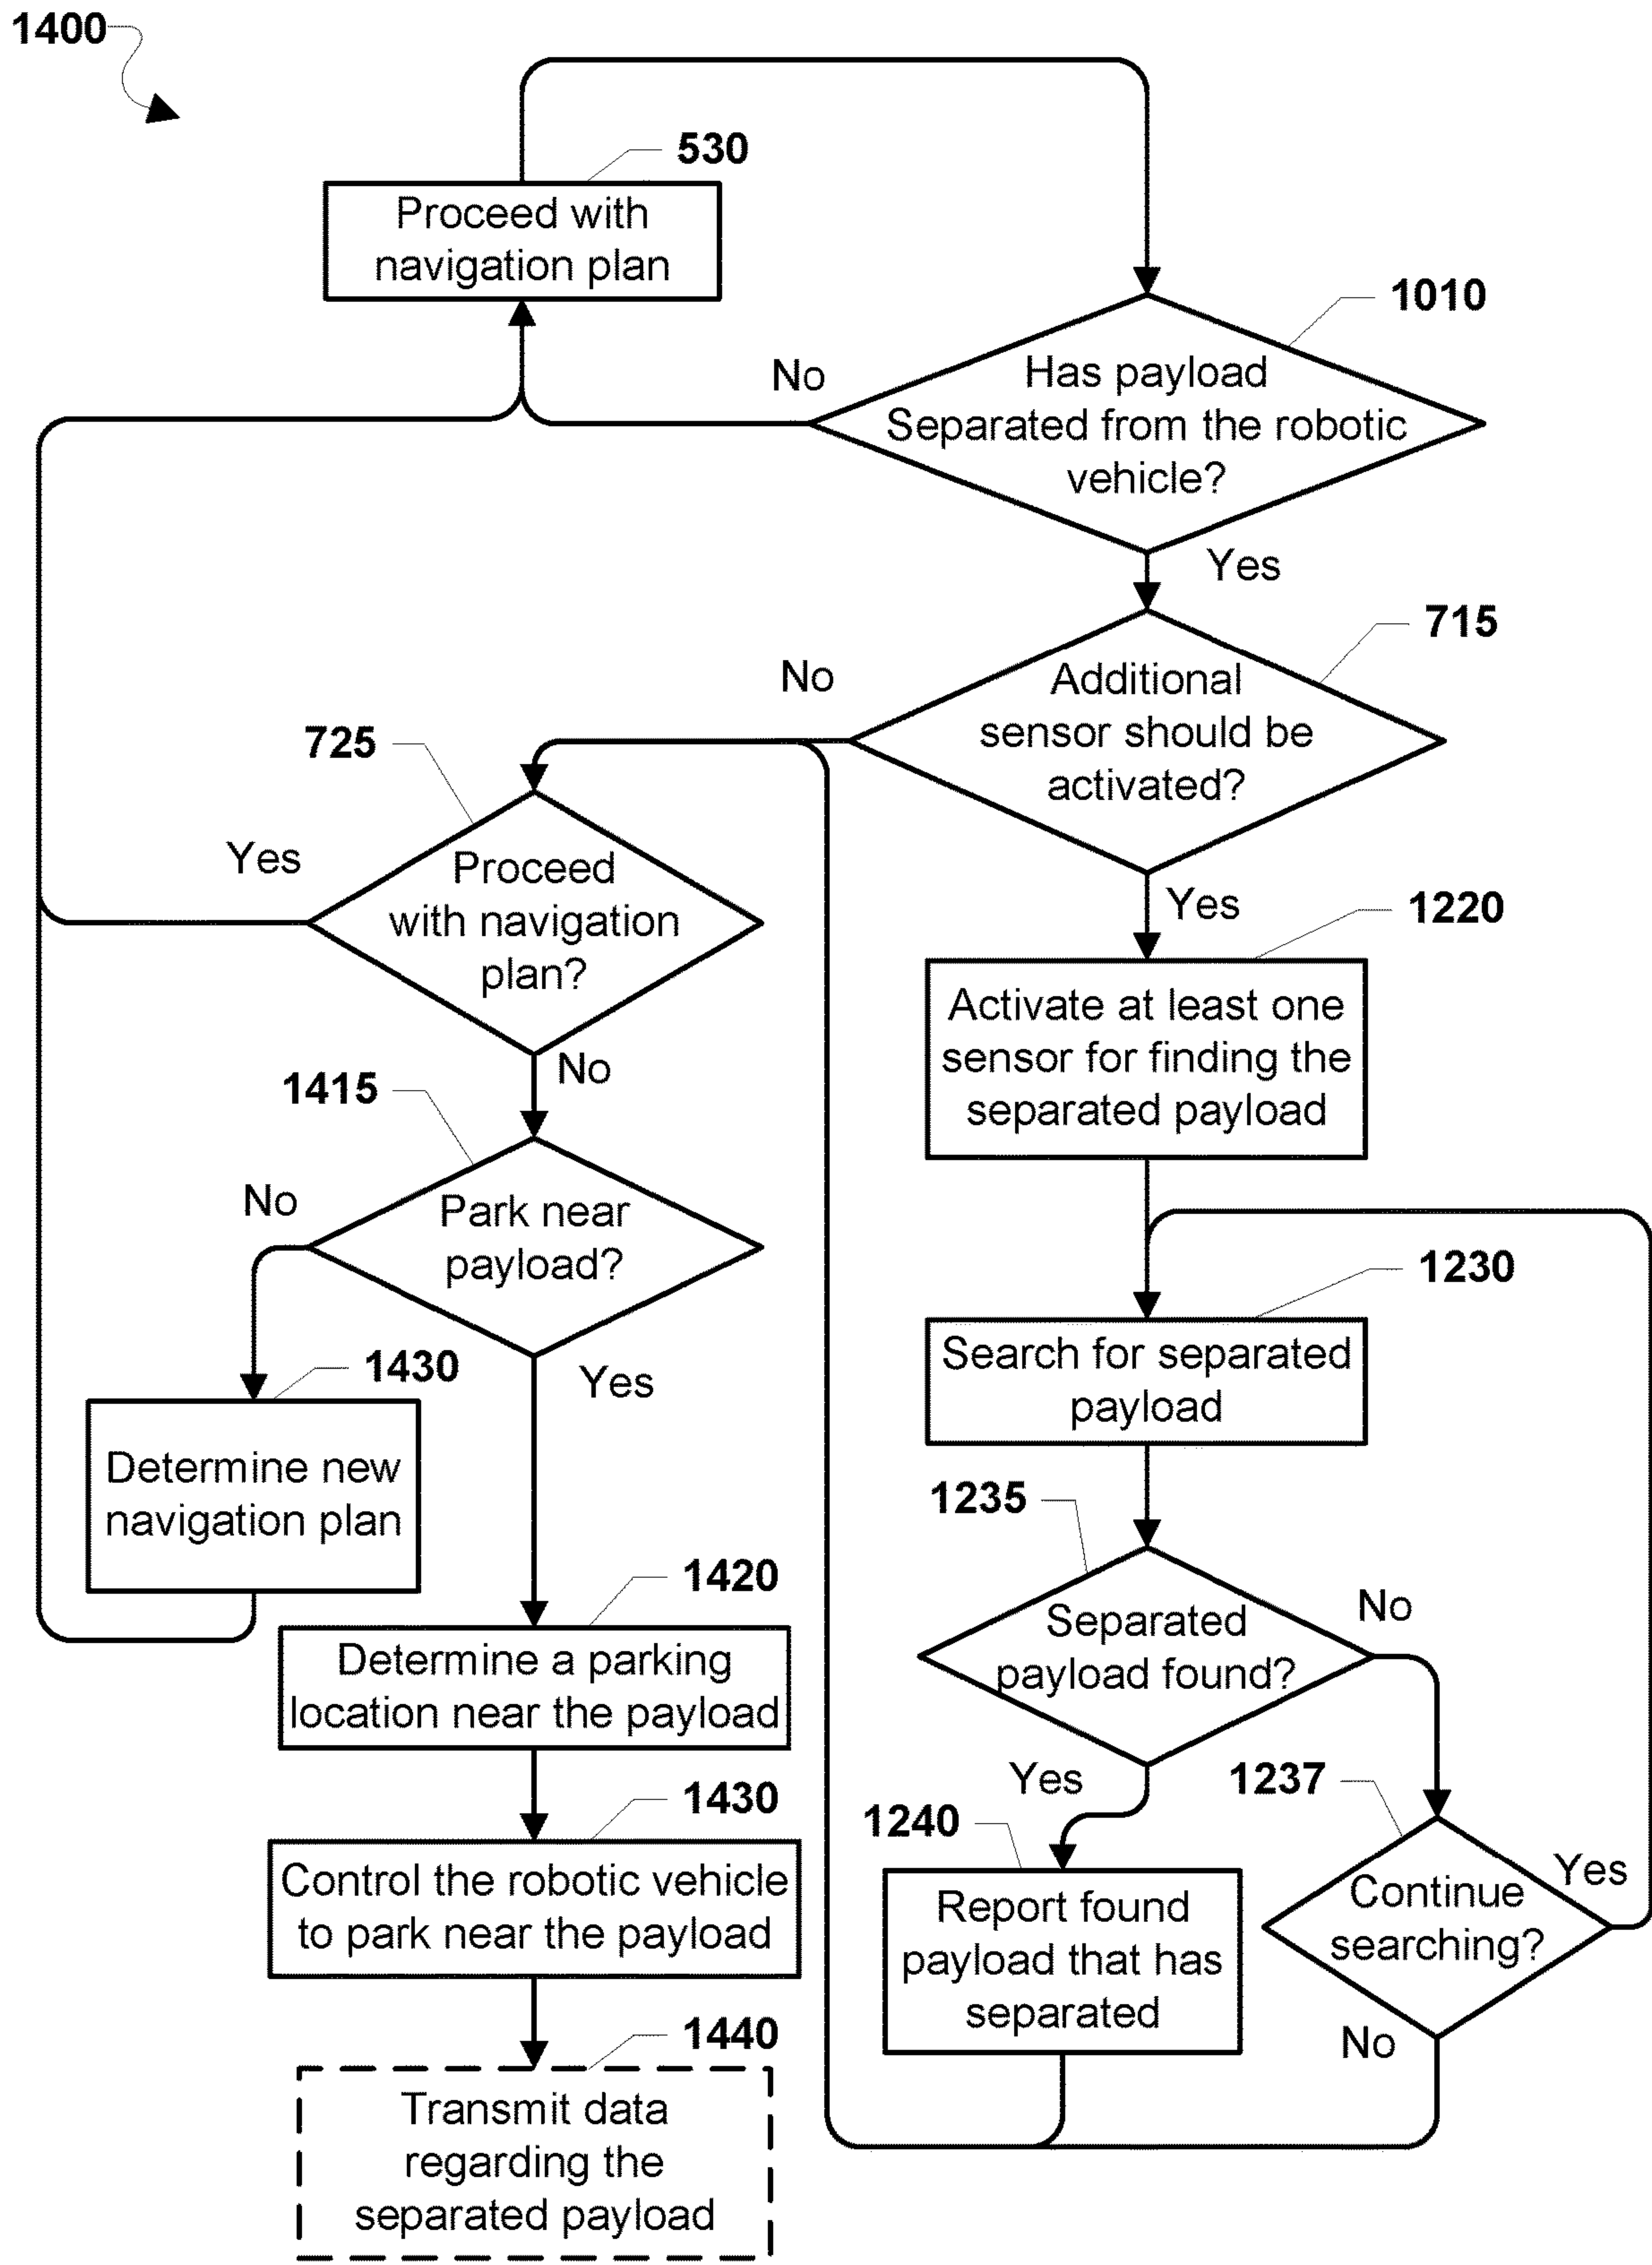 1400
530
Proceed with
navigation plan
1010
Has payload
Separated from the robotic
vehicle?
No
Yes
715
Additional
sensor should be
activated?
No
Yes
725
Proceed
with navigation
plan?
Yes
No
1220
Activate at least one
sensor for finding the
separated payload
1415
Park near
payload?
No
Yes
1230
Search for separated
payload
1430
Determine new
navigation plan
1235
Separated
payload found?
No
Yes
1420
Determine a parking
location near the payload
1237
Continue
searching?
Yes
No
1240
Report found
payload that has
separated
1430
Control the robotic vehicle
to park near the payload
1440
Transmit data
regarding the
separated payload